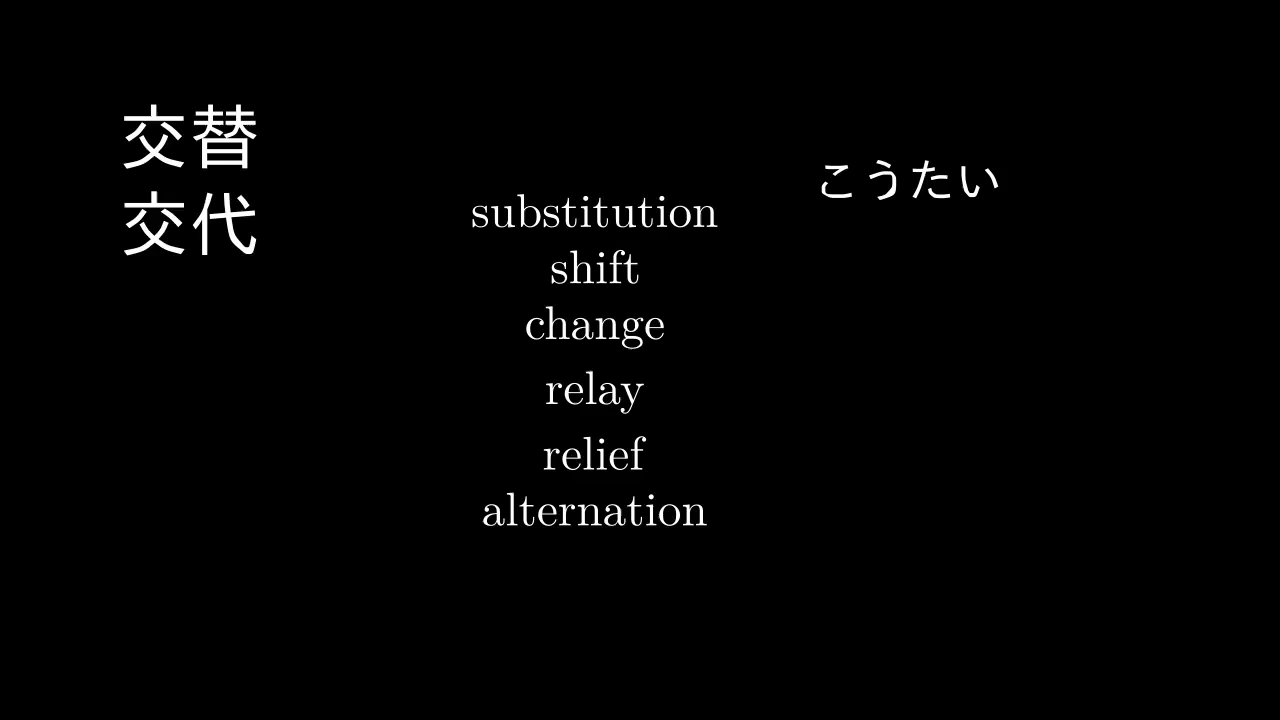 交替
交代
substitution
shift
change
relay
relief
alternation
こうたい